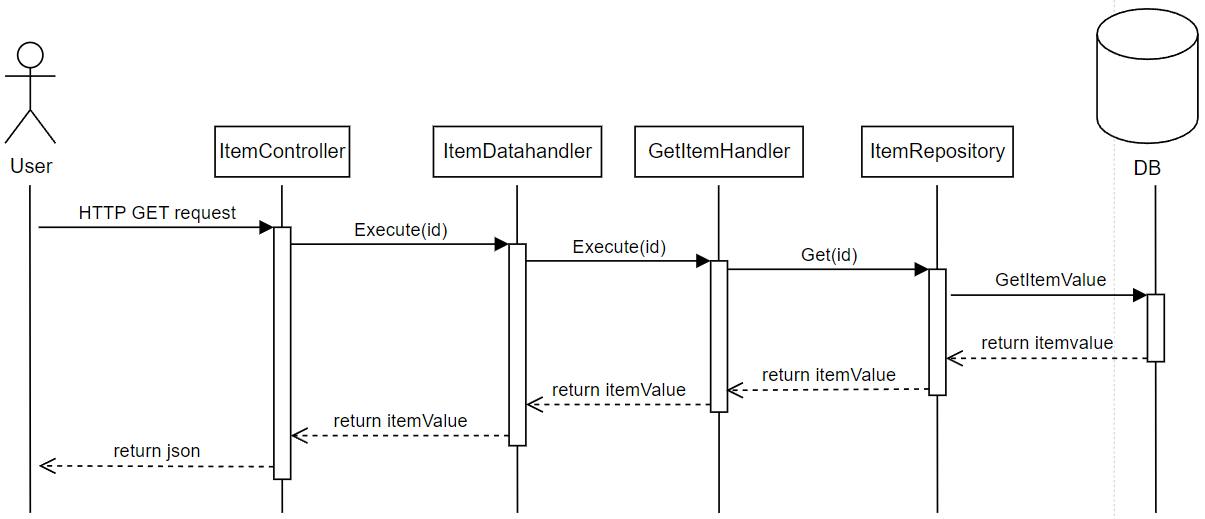 User
ItemController
ItemDatahandler
GetItemHandler
ItemRepository
DB
HTTP GET request
Execute(id)
Execute(id)
Get(id)
GetItemValue
return itemvalue
return itemValue
return itemValue
return itemValue
return json